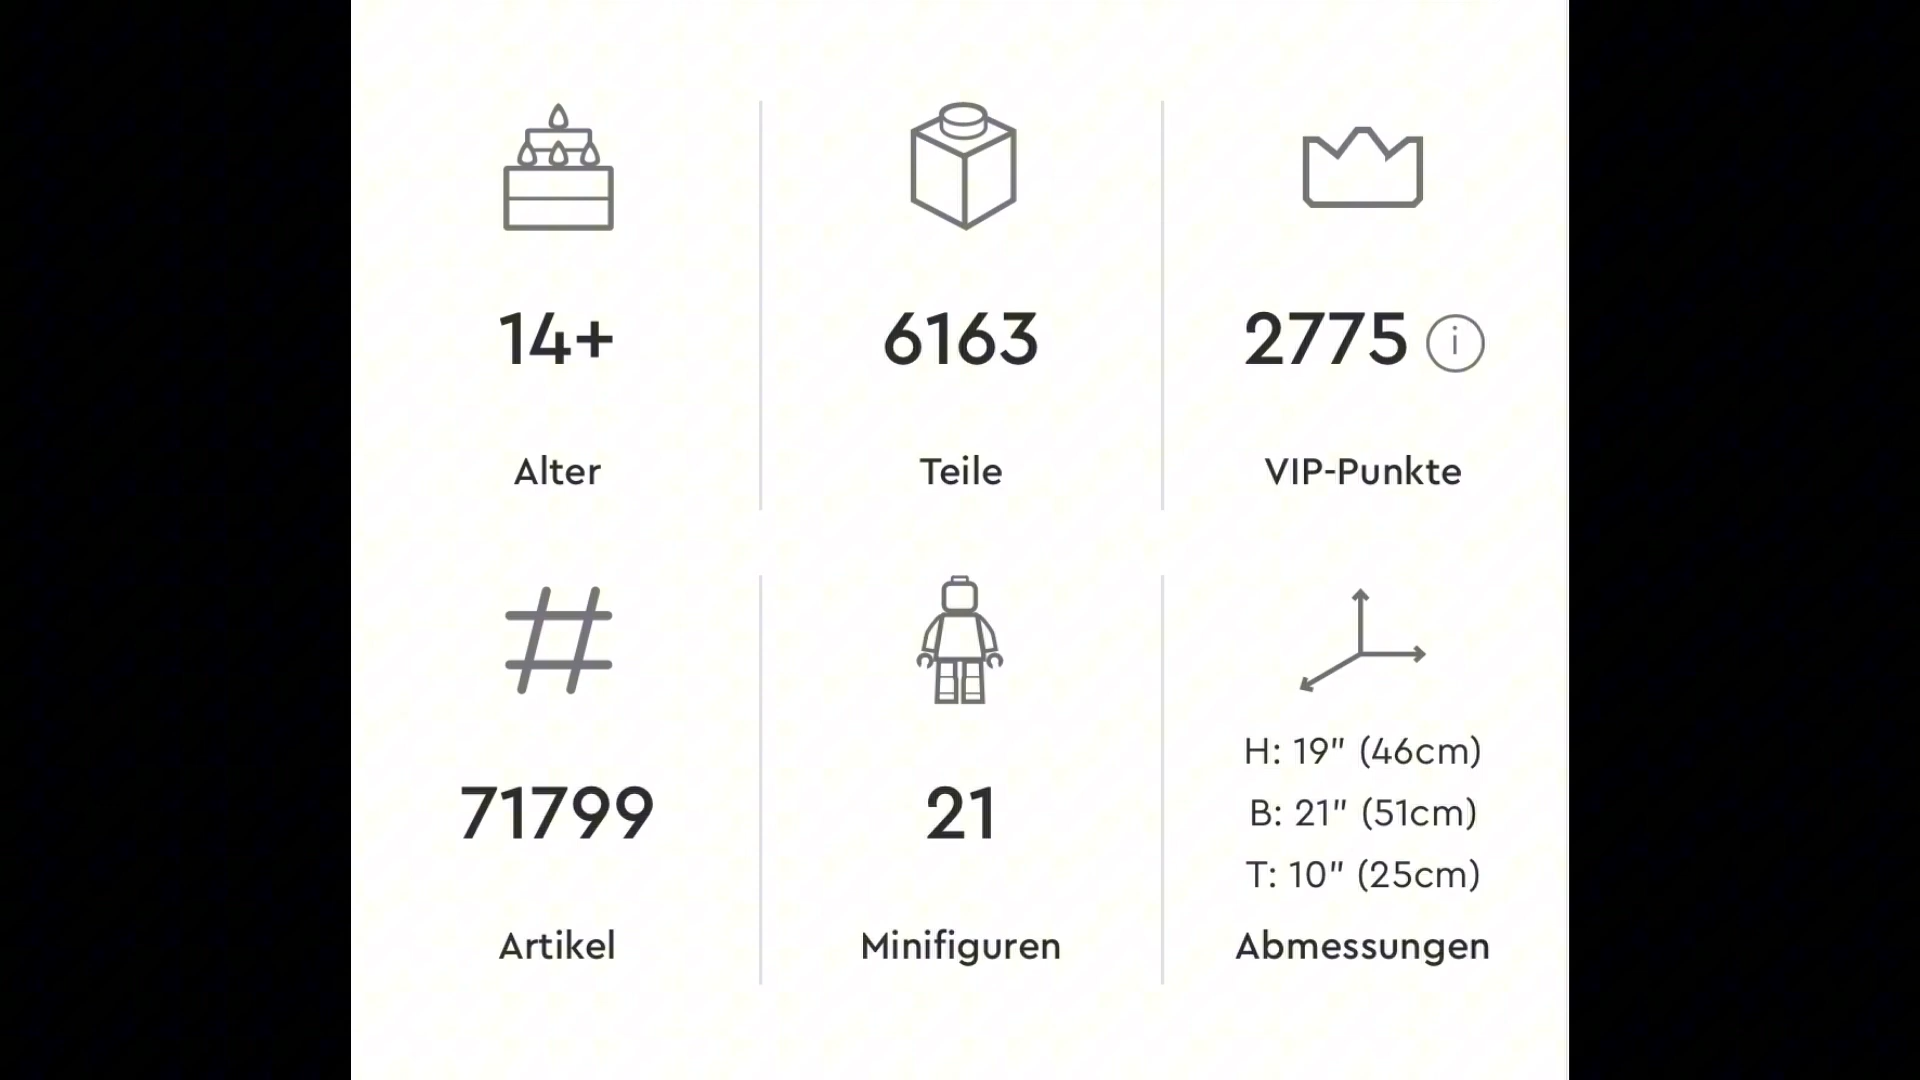 14+
6163
2775 i
Alter
Teile
VIP-Punkte
71799
21
H: 19" (46cm)
B: 21" (51cm)
T: 10" (25cm)
Artikel
Minifiguren
Abmessungen